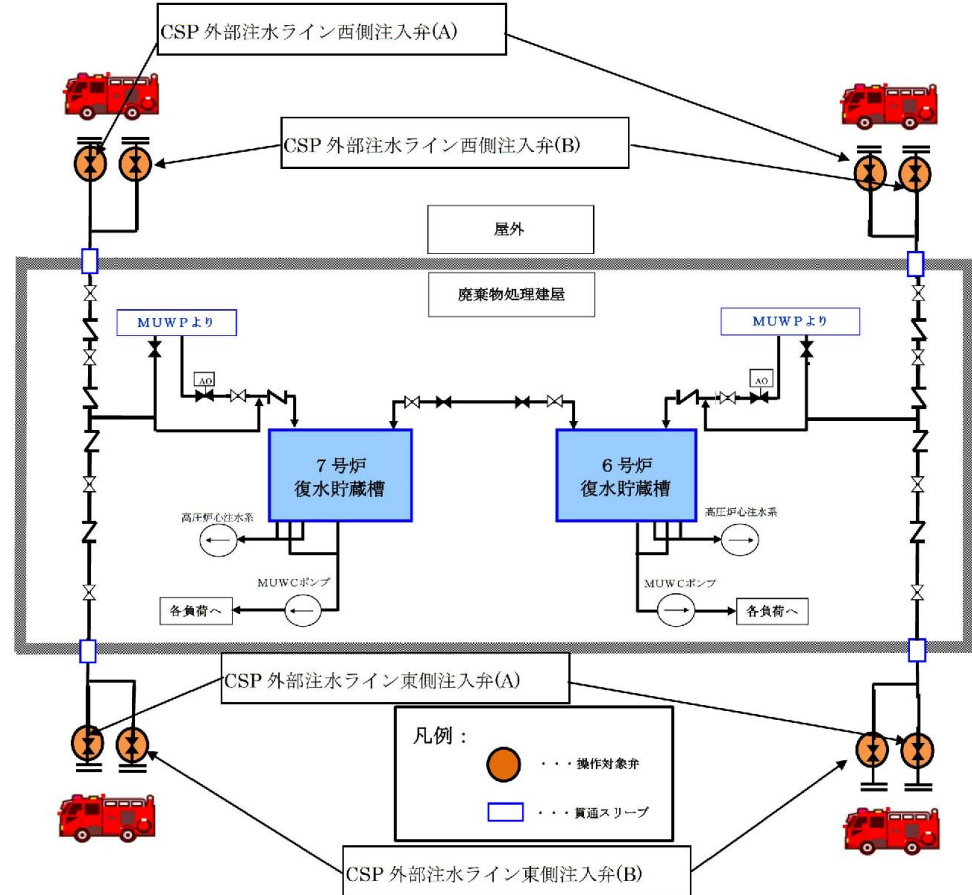 CSP 外部注水ライン西側注入弁(A)
CSP 外部注水ライン西側注入弁(B)
屋外
廃棄物処理建屋
MUWPより
MUWPより
AO
AO
7 号炉
復水貯蔵槽
6 号炉
復水貯蔵槽
高圧炉心注水系
高圧炉心注水系
MUWCポンプ
MUWCポンプ
各負荷へ
各負荷へ
CSP 外部注水ライン東側注入弁(A)
凡例：
・・・操作対象弁
・・・貫通スリーブ
CSP 外部注水ライン東側注入弁(B)